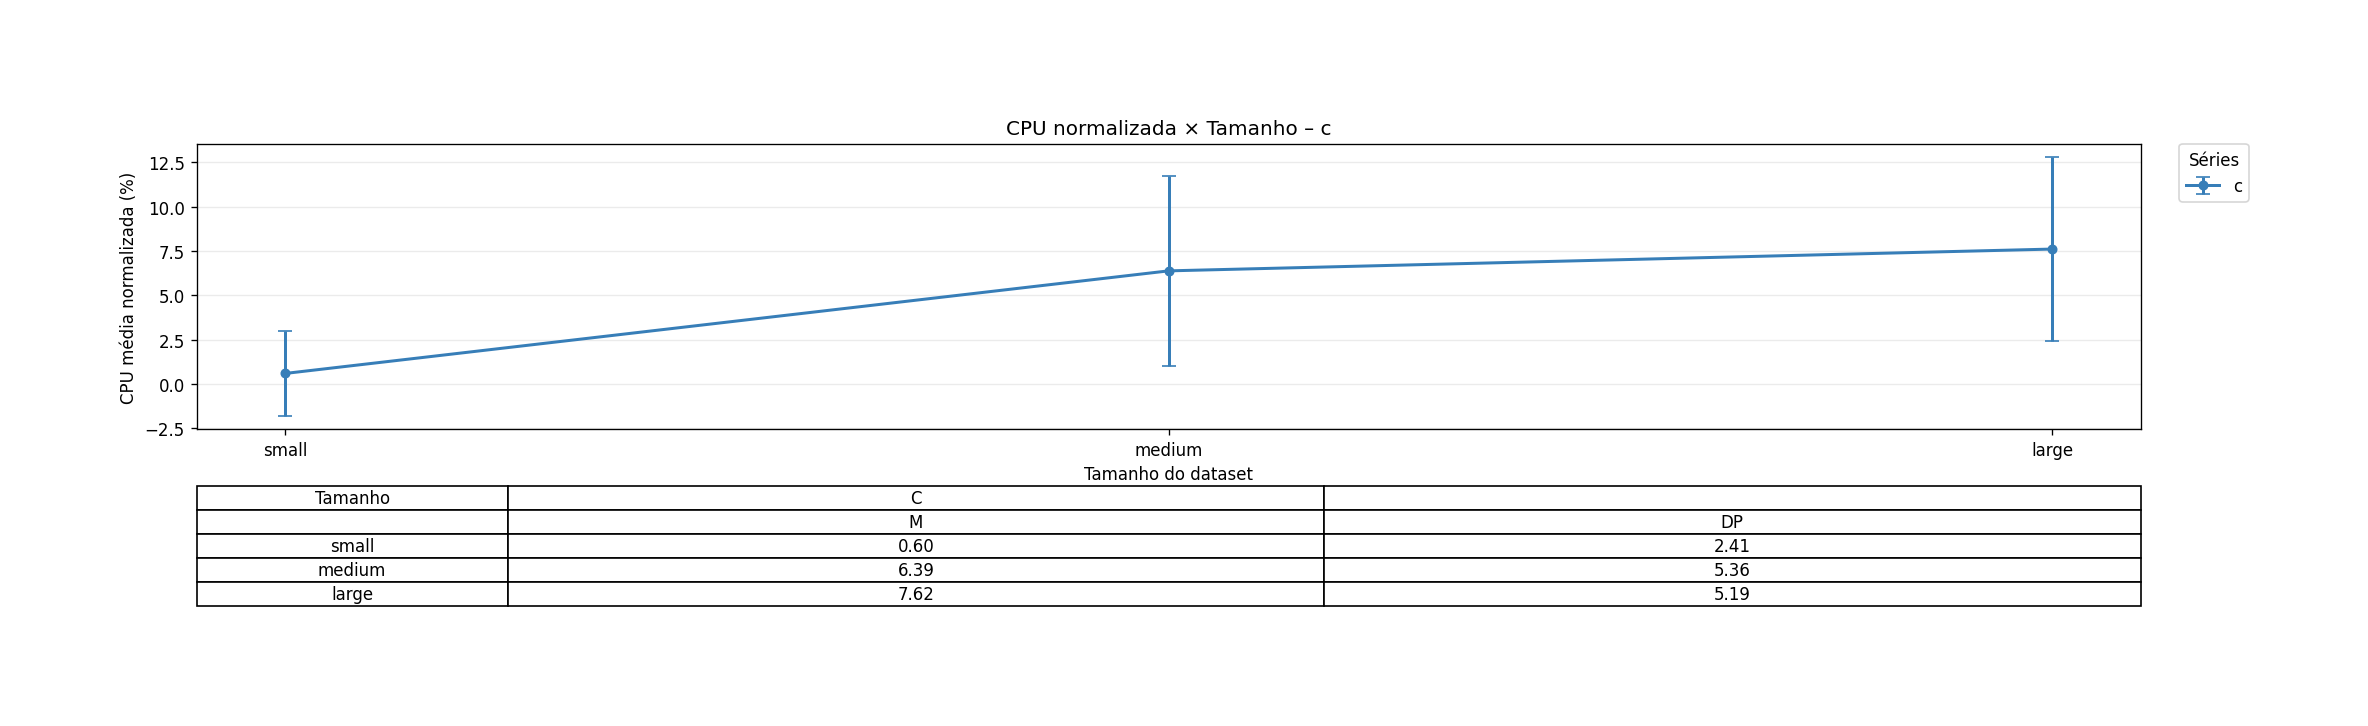 CPU normalizada × Tamanho – c
CPU média normalizada (%)
12.5
10.0
7.5
5.0
2.5
0.0
−2.5
small medium large
Tamanho do dataset
Séries
c
Tamanho C
M DP
small 0.60 2.41
medium 6.39 5.36
large 7.62 5.19